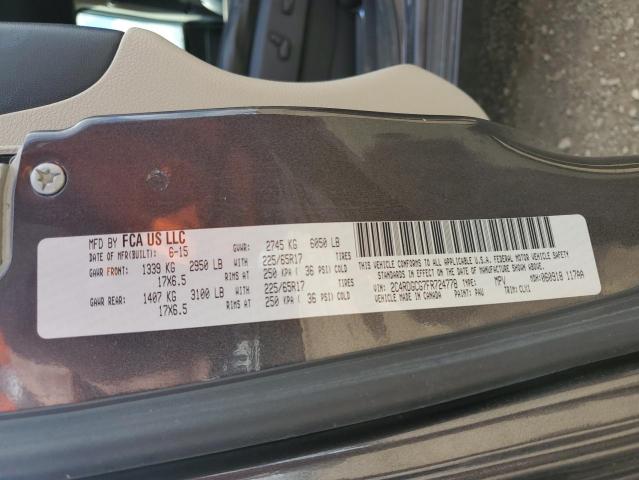 MFD BY FCA US LLC
DATE OF MFR(BUILT): 6-15 GVWR: 2745 KG 6050 LB
GAWR FRONT: 1339 KG 2950 LB WITH 225/65R17 TIRES
17X6.5 RIMS AT 250 KPA ( 36 PSI) COLD
GAWR REAR: 1407 KG 3100 LB WITH 225/65R17 TIRES
17X6.5 RIMS AT 250 KPA ( 36 PSI) COLD
THIS VEHICLE CONFORMS TO ALL APPLICABLE U.S.A. FEDERAL MOTOR VEHICLE SAFETY
STANDARDS IN EFFECT ON THE DATE OF MANUFACTURE SHOWN ABOVE.
VIN: 2C4RDGCG7FR724778 TYPE: MPV MDH: 060918 117AA
MADE IN CANADA PAINT: PAU TRIM: CLX1